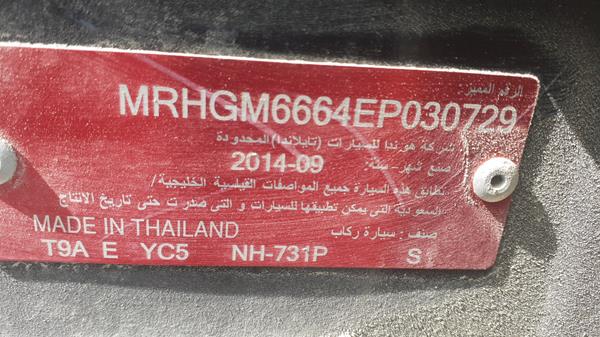 الرقم المميز:
MRHGM6664EP030729
شركة هوندا للسيارات (تايلاندا) المحدودة
صنع شهر - سنة: 2014-09
تطابق هذه السيارة جميع المواصفات القياسية الخليجية/
السعودية التى يمكن تطبيقها للسيارات و التى صدرت حتى تاريخ الانتاج
صنف: سيارة ركاب
MADE IN THAILAND
T9A E YC5 NH-731P S